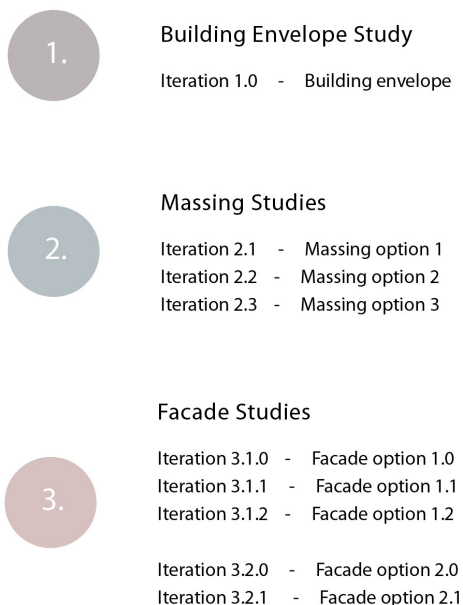 1.
Building Envelope Study
Iteration 1.0 - Building envelope
2.
Massing Studies
Iteration 2.1 - Massing option 1
Iteration 2.2 - Massing option 2
Iteration 2.3 - Massing option 3
3.
Facade Studies
Iteration 3.1.0 - Facade option 1.0
Iteration 3.1.1 - Facade option 1.1
Iteration 3.1.2 - Facade option 1.2
Iteration 3.2.0 - Facade option 2.0
Iteration 3.2.1 - Facade option 2.1